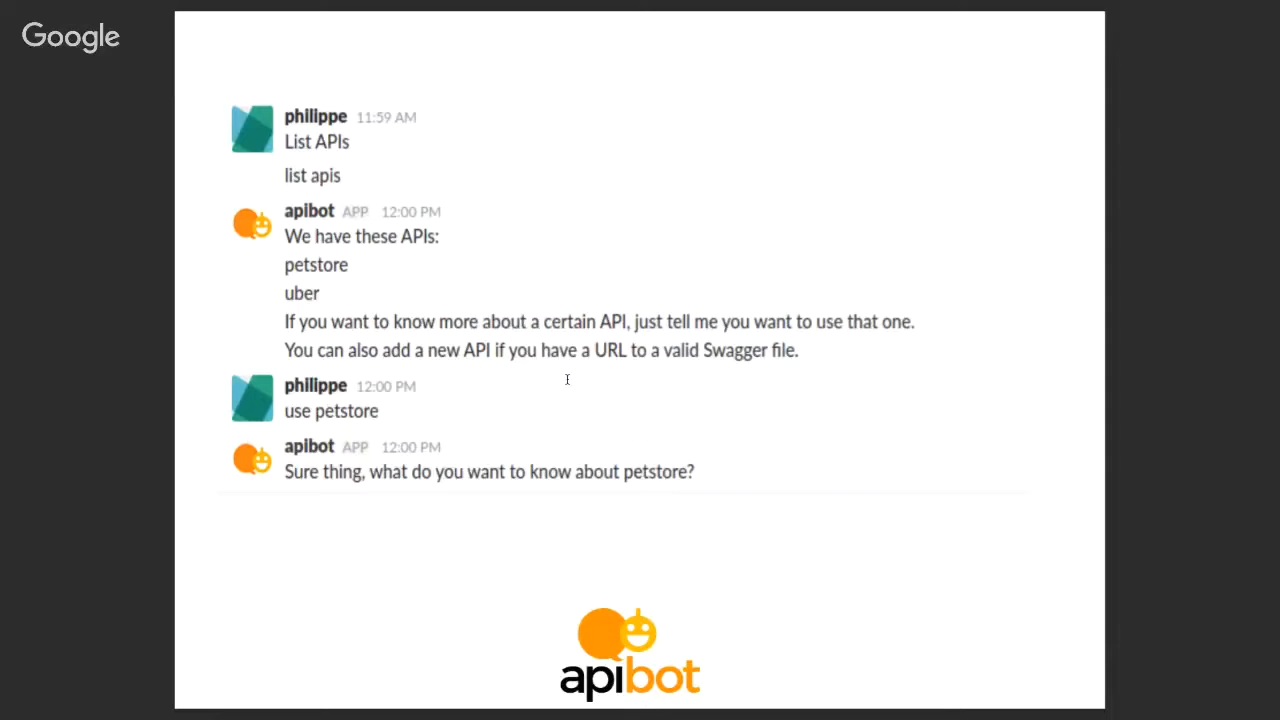 Google
philippe 11:59 AM
List APIs
list apis
apibot APP 12:00 PM
We have these APIs:
petstore
uber
If you want to know more about a certain API, just tell me you want to use that one.
You can also add a new API if you have a URL to a valid Swagger file.
philippe 12:00 PM
use petstore
apibot APP 12:00 PM
Sure thing, what do you want to know about petstore?
apibot